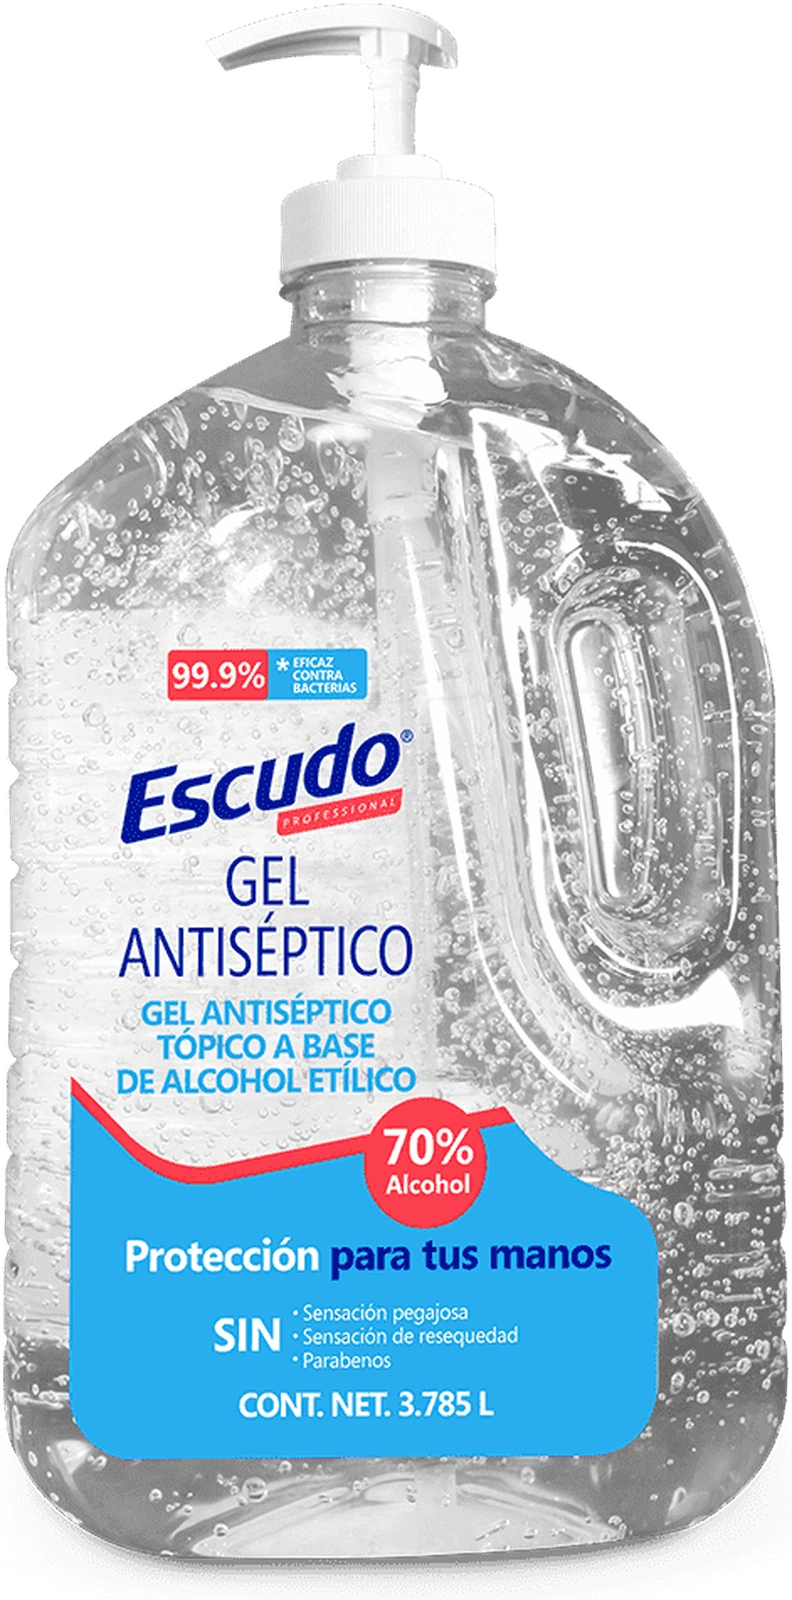 99.9% * EFICAZ
CONTRA
BACTERIAS
Escudo®
PROFESSIONAL
GEL
ANTISÉPTICO
GEL ANTISÉPTICO
TÓPICO A BASE
DE ALCOHOL ETÍLICO
70%
Alcohol
Protección para tus manos
SIN
• Sensación pegajosa
• Sensación de resequedad
• Parabenos
CONT. NET. 3.785 L